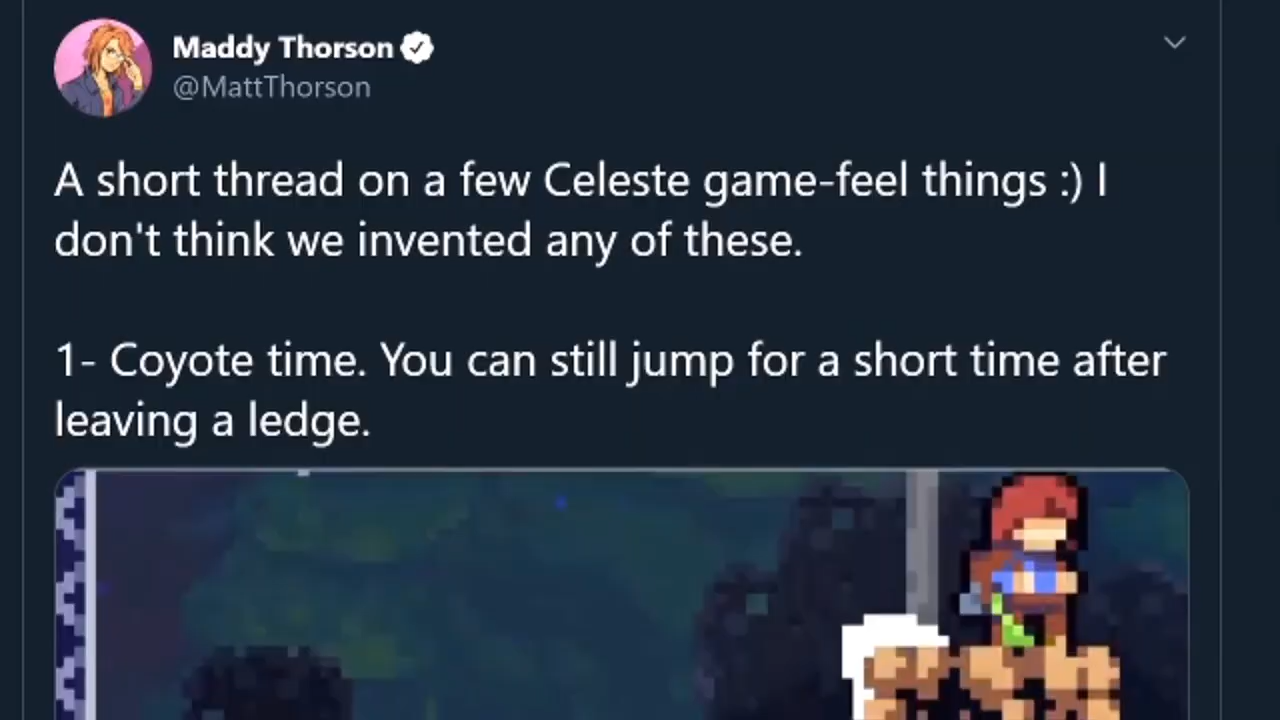 Maddy Thorson
@MattThorson
A short thread on a few Celeste game-feel things :) I
don't think we invented any of these.
1- Coyote time. You can still jump for a short time after
leaving a ledge.